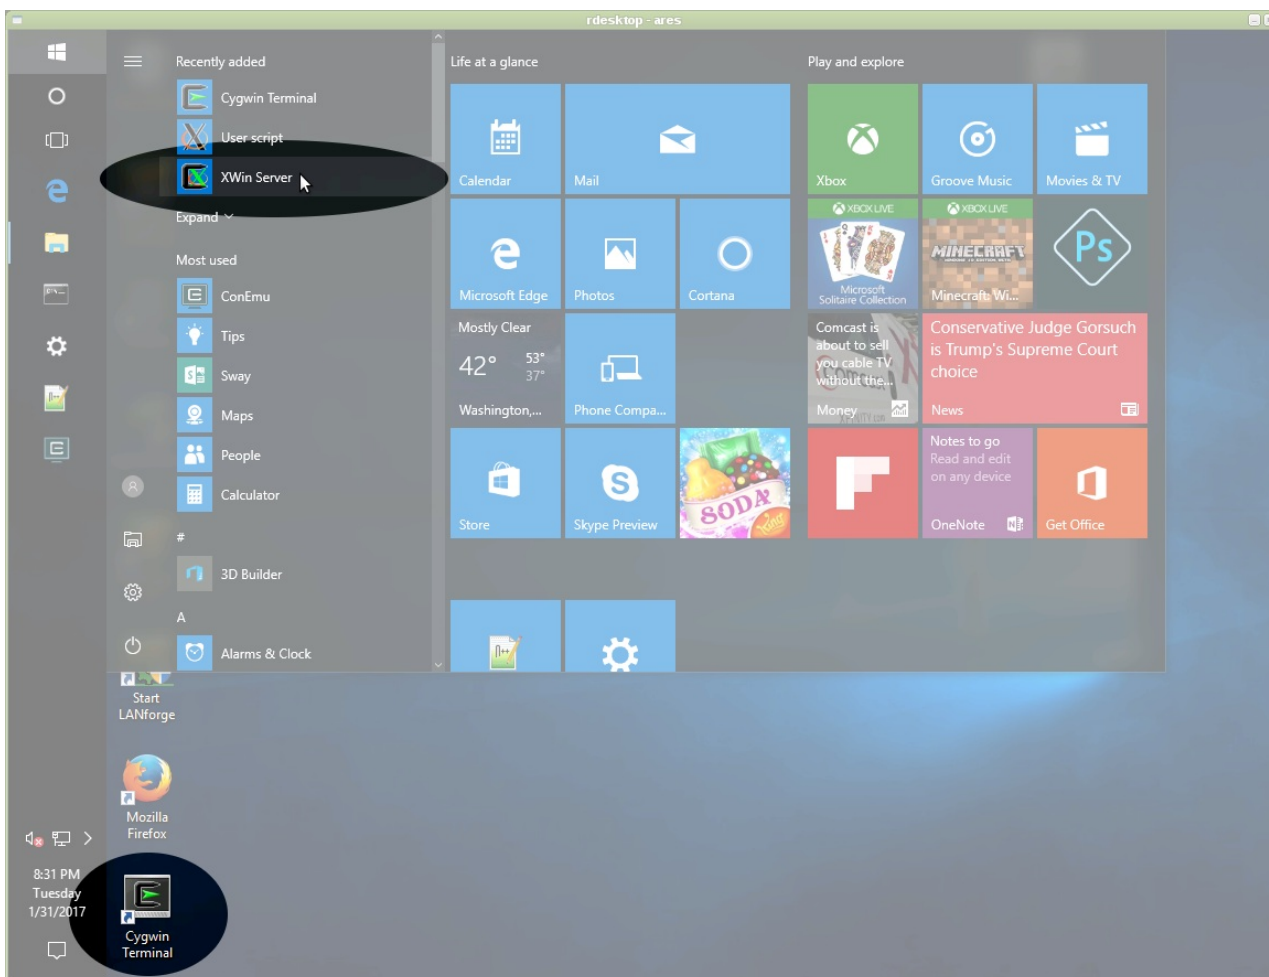 rdesktop - ares
Recently added
Cygwin Terminal
User script
XWin Server
Expand
Most used
ConEmu
Tips
Sway
Maps
People
Calculator
#
3D Builder
A
Alarms & Clock
Life at a glance
Calendar
Mail
Microsoft Edge
Photos
Cortana
Mostly Clear
42° 53°
37°
Washington,...
Phone Compa...
Store
Skype Preview
SODA
King
Play and explore
Xbox
Groove Music
Movies & TV
XBOX LIVE
Microsoft
Solitaire Collection
XBOX LIVE
MINECRAFT
Minecraft: Wi...
Ps
Comcast is
about to sell
you cable TV
without the...
Money
Conservative Judge Gorsuch
is Trump's Supreme Court
choice
News
Notes to go
Read and edit
on any device
OneNote
Get Office
Start
LANforge
Mozilla
Firefox
Cygwin
Terminal
8:31 PM
Tuesday
1/31/2017